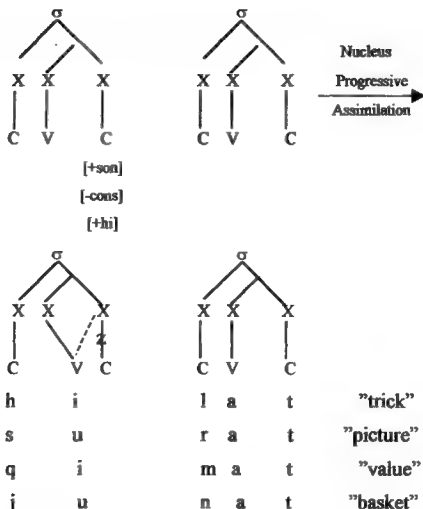 σ σ
Nucleus
X X X X X X Progressive
Assimilation
C V C C V C
[+son]
[-cons]
[+hi]
σ σ
X X X X X X
C V C C V C
h i l a t "trick"
s u r a t "picture"
q i m a t "value"
j u n a t "basket"